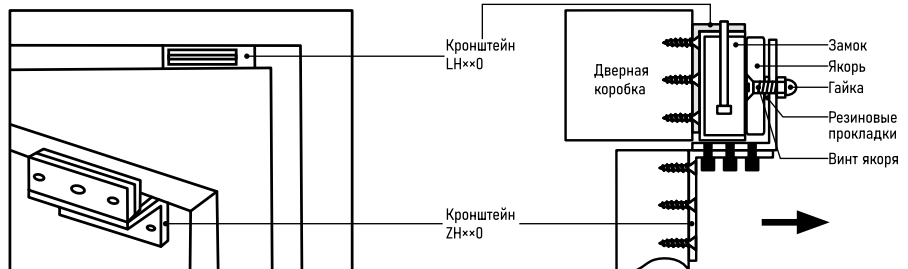 Кронштейн
LH××0
Дверная
коробка
Замок
Якорь
Гайка
Резиновые
прокладки
Винт якоря
Кронштейн
ZH××0